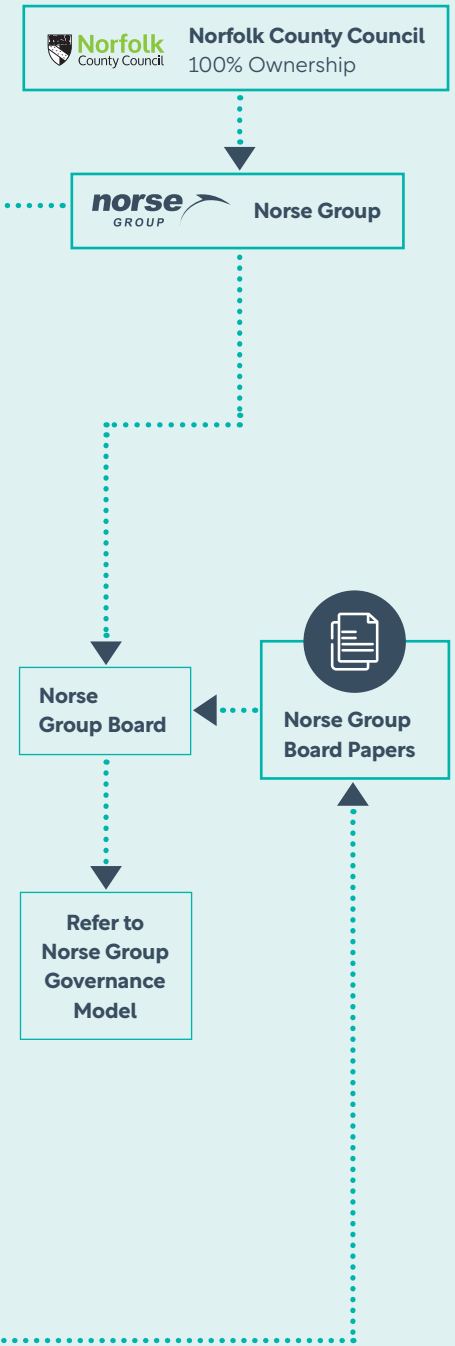 Norfolk
County Council
Norfolk County Council
100% Ownership
norse
GROUP
Norse Group
Norse
Group Board
Norse Group
Board Papers
Refer to
Norse Group
Governance
Model